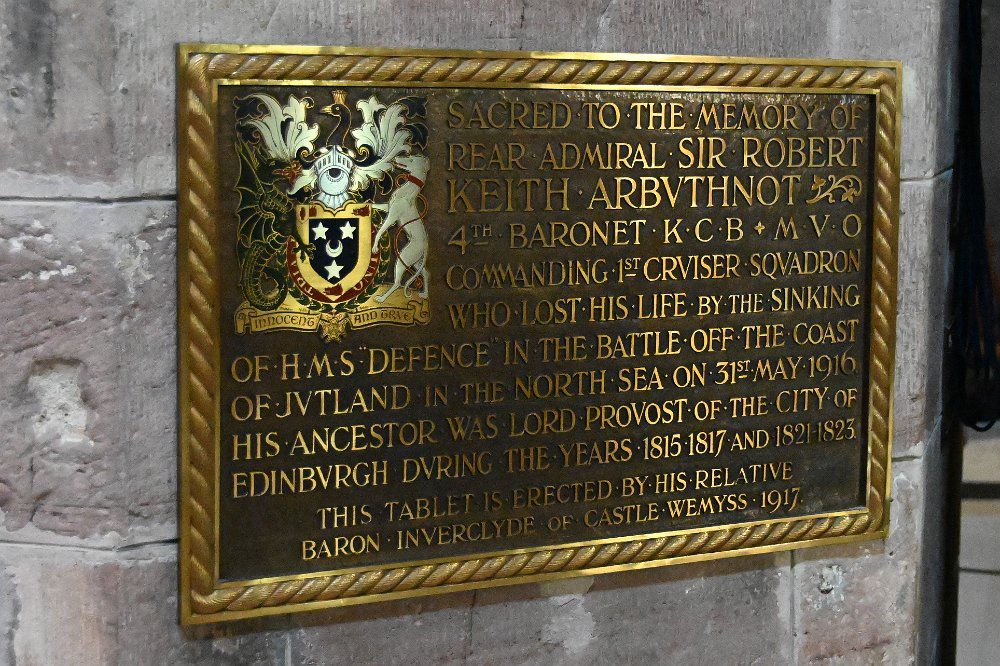 SACRED·TO·THE·MEMORY·OF
REAR·ADMIRAL·SIR·ROBERT
KEITH·ARBVTHNOT
4TH·BARONET·K·C·B·M·V·O
COMMANDING·1ST·CRVISER·SQVADRON
WHO·LOST·HIS·LIFE·BY·THE·SINKING
INNOCENT AND TRVE
OF·H·M·S·"DEFENCE"IN·THE·BATTLE·OFF·THE·COAST
OF·JVTLAND·IN·THE·NORTH·SEA·ON·31ST·MAY·1916.
HIS·ANCESTOR·WAS·LORD·PROVOST·OF·THE·CITY·OF
EDINBVRGH·DVRING·THE·YEARS·1815·1817·AND·1821·1823.
THIS·TABLET·IS·ERECTED·BY·HIS·RELATIVE
BARON·INVERCLYDE·OF·CASTLE·WEMYSS·1917.